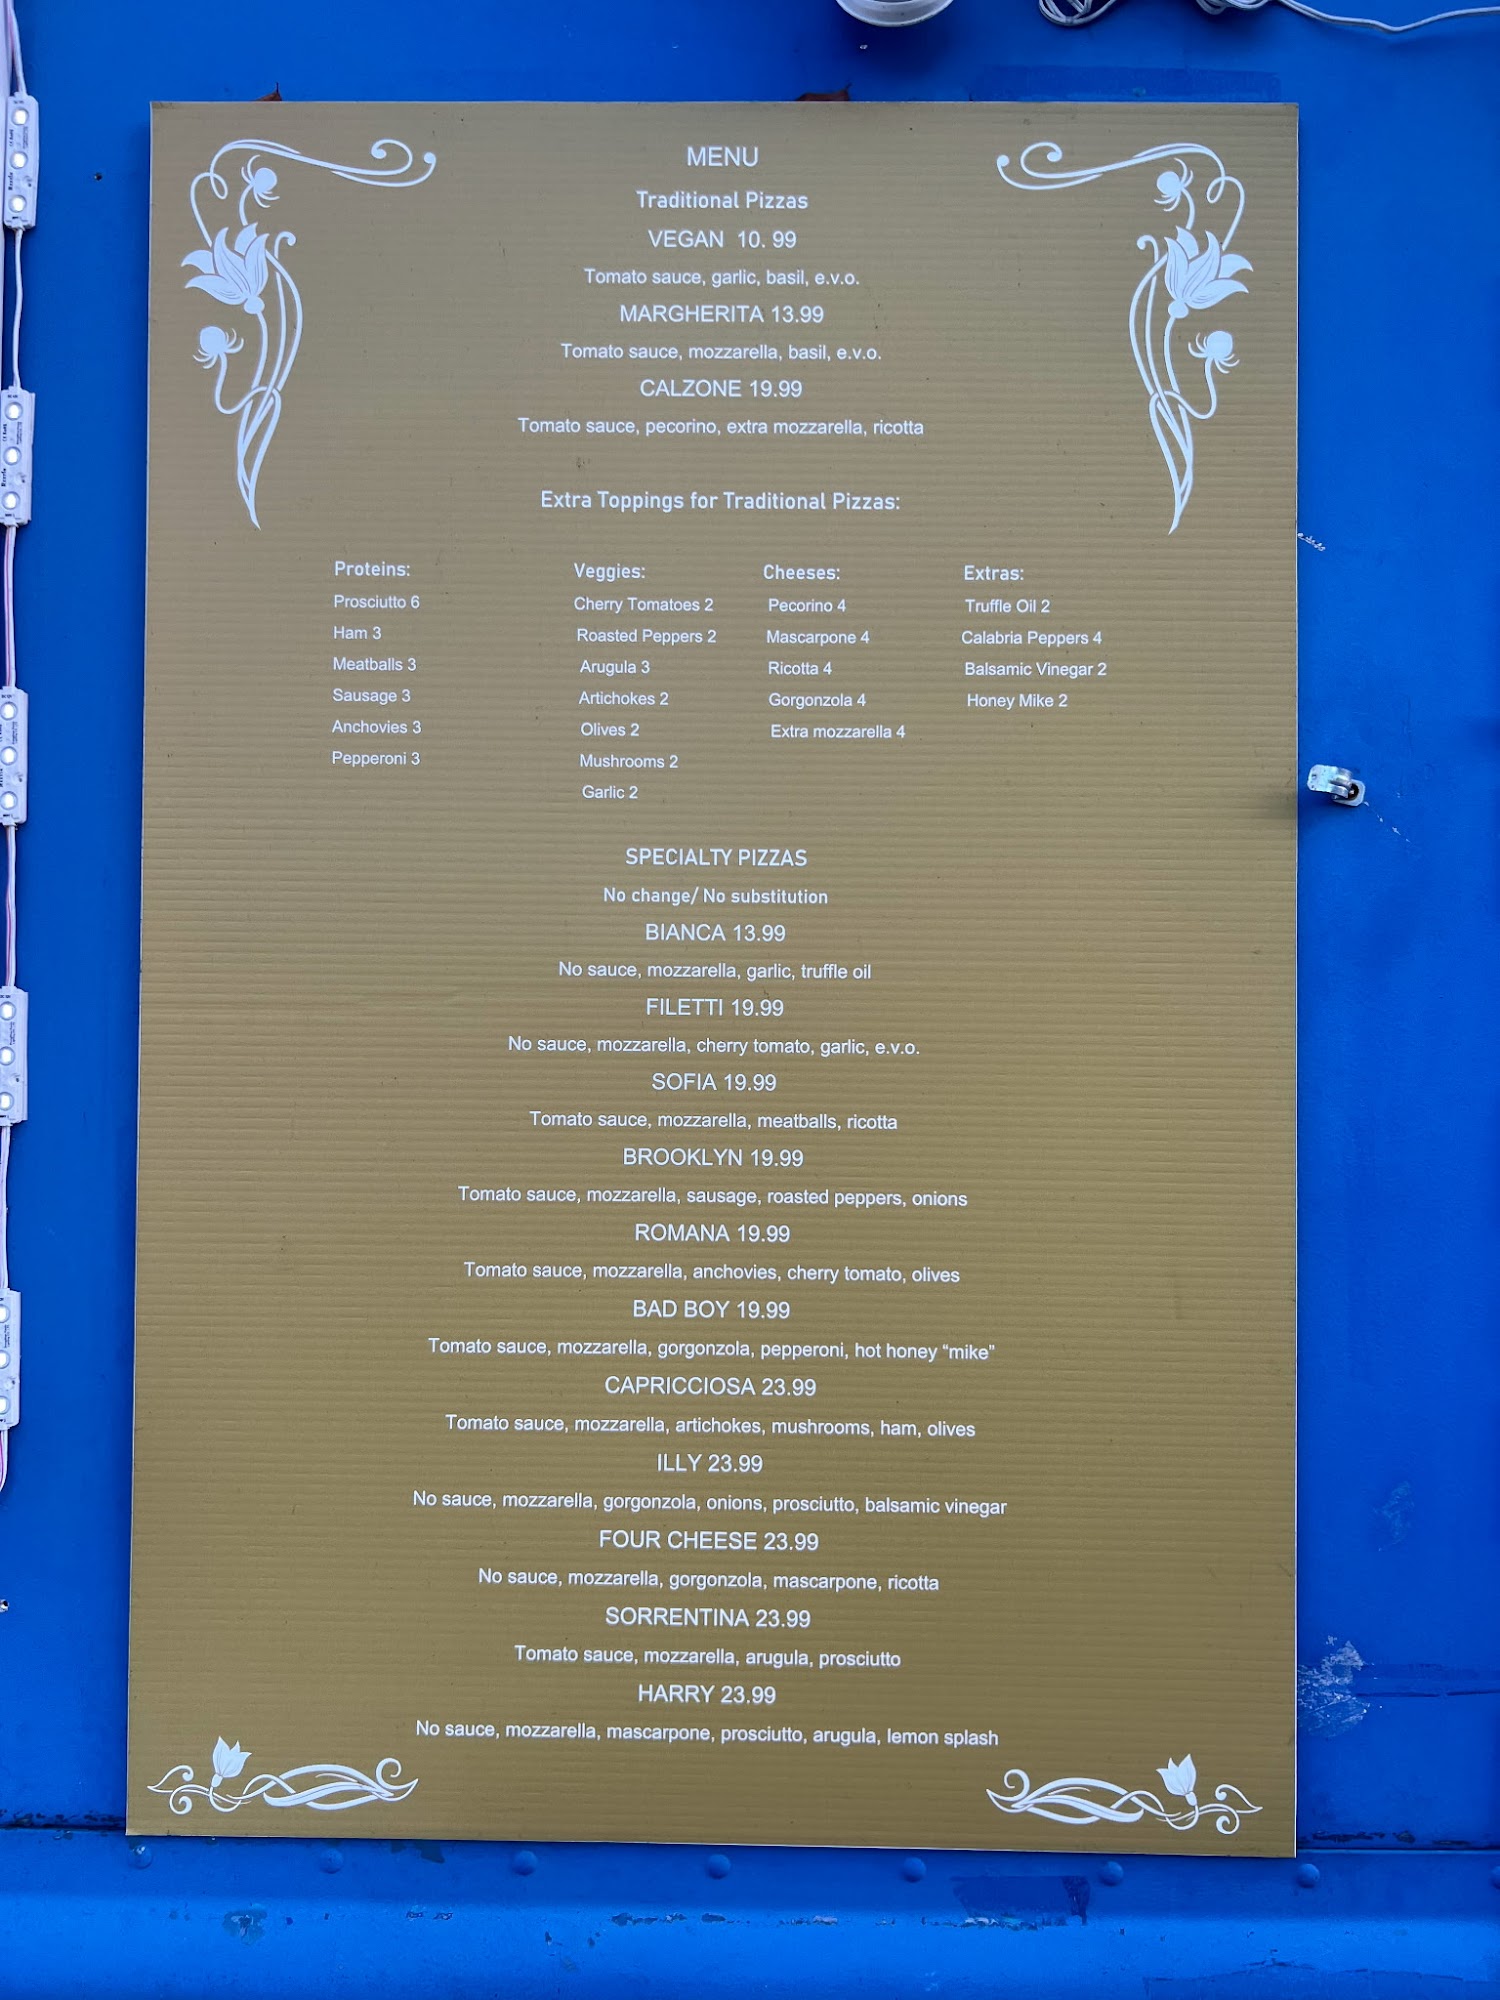 MENU
Traditional Pizzas
VEGAN 10. 99
Tomato sauce, garlic, basil, e.v.o.
MARGHERITA 13.99
Tomato sauce, mozzarella, basil, e.v.o.
CALZONE 19.99
Tomato sauce, pecorino, extra mozzarella, ricotta
Extra Toppings for Traditional Pizzas:
Proteins:
Prosciutto 6
Ham 3
Meatballs 3
Sausage 3
Anchovies 3
Pepperoni 3
Veggies:
Cherry Tomatoes 2
Roasted Peppers 2
Arugula 3
Artichokes 2
Olives 2
Mushrooms 2
Garlic 2
Cheeses:
Pecorino 4
Mascarpone 4
Ricotta 4
Gorgonzola 4
Extra mozzarella 4
Extras:
Truffle Oil 2
Calabria Peppers 4
Balsamic Vinegar 2
Honey Mike 2
SPECIALTY PIZZAS
No change/ No substitution
BIANCA 13.99
No sauce, mozzarella, garlic, truffle oil
FILETTI 19.99
No sauce, mozzarella, cherry tomato, garlic, e.v.o.
SOFIA 19.99
Tomato sauce, mozzarella, meatballs, ricotta
BROOKLYN 19.99
Tomato sauce, mozzarella, sausage, roasted peppers, onions
ROMANA 19.99
Tomato sauce, mozzarella, anchovies, cherry tomato, olives
BAD BOY 19.99
Tomato sauce, mozzarella, gorgonzola, pepperoni, hot honey “mike”
CAPRICCIOSA 23.99
Tomato sauce, mozzarella, artichokes, mushrooms, ham, olives
ILLY 23.99
No sauce, mozzarella, gorgonzola, onions, prosciutto, balsamic vinegar
FOUR CHEESE 23.99
No sauce, mozzarella, gorgonzola, mascarpone, ricotta
SORRENTINA 23.99
Tomato sauce, mozzarella, arugula, prosciutto
HARRY 23.99
No sauce, mozzarella, mascarpone, prosciutto, arugula, lemon splash